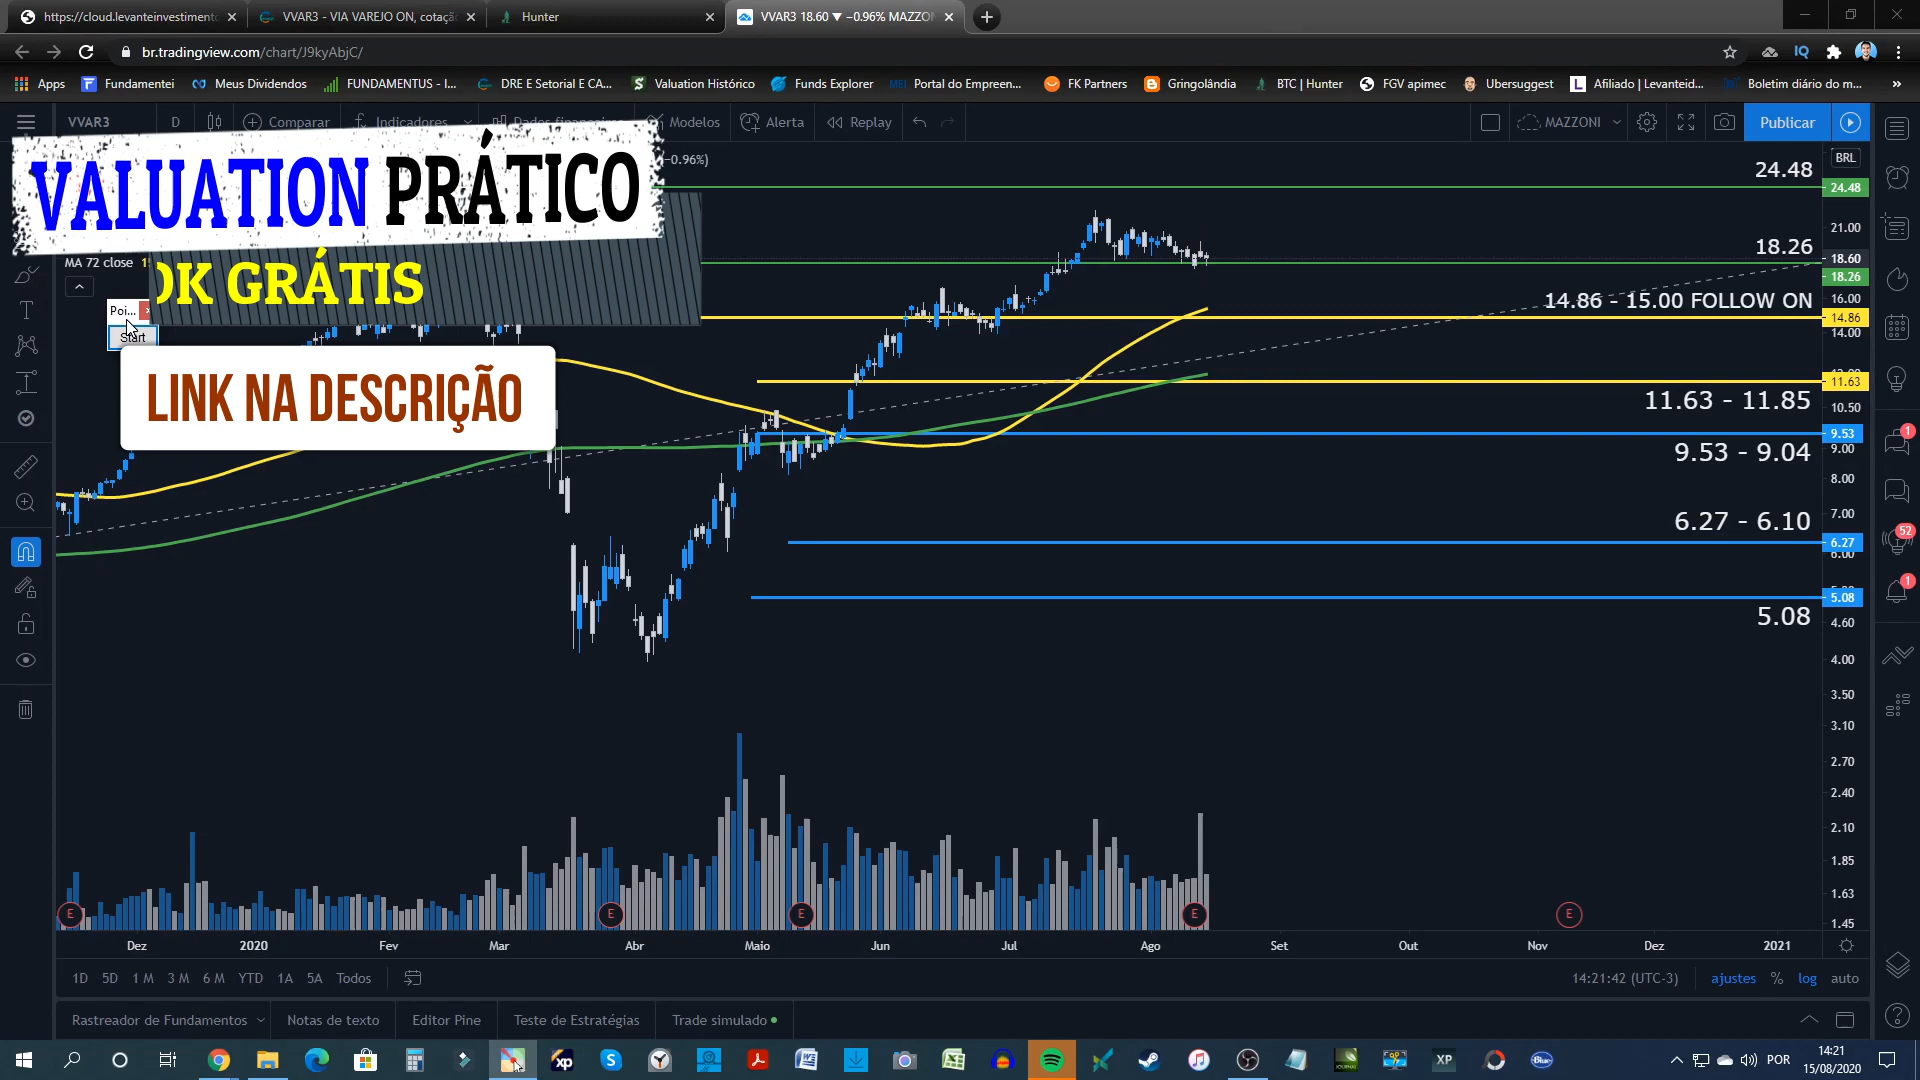 https://cloud.levanteinvestiment
VVAR3 - VIA VAREJO ON, cotaçã
Hunter
VVAR3 18.60 ▼ −0.96% MAZZON
br.tradingview.com/chart/J9kyAbjC/
Apps
Fundamentei
Meus Dividendos
FUNDAMENTUS - I...
DRE E Setorial E CA...
Valuation Histórico
Funds Explorer
Portal do Empreen...
FK Partners
Gringolândia
BTC | Hunter
FGV apimec
Ubersuggest
Afiliado | Levanteid...
Boletim diário do m...
»
VVAR3
D
Comparar
Indicadores
Modelos
Alerta
Replay
MAZZONI
Publicar
VALUATION PRÁTICO
(−0.96%)
BRL
24.48
24.48
21.00
MA 72 close
OK GRÁTIS
18.26
18.60
18.26
Poi...
Start
14.86 - 15.00 FOLLOW ON
16.00
14.86
14.00
LINK NA DESCRIÇÃO
11.63
11.63 - 11.85
10.50
9.53
9.53 - 9.04
9.00
8.00
6.27 - 6.10
7.00
6.27
6.00
5.08
5.08
4.60
4.00
3.50
3.10
2.70
2.40
2.10
1.85
1.63
1.45
E
E
E
E
E
Dez
2020
Fev
Mar
Abr
Maio
Jun
Jul
Ago
Set
Out
Nov
Dez
2021
1D
5D
1 M
3 M
6 M
YTD
1A
5A
Todos
14:21:42 (UTC-3)
ajustes
%
log
auto
Rastreador de Fundamentos
Notas de texto
Editor Pine
Teste de Estratégias
Trade simulado
1
52
1
POR
14:21
15/08/2020